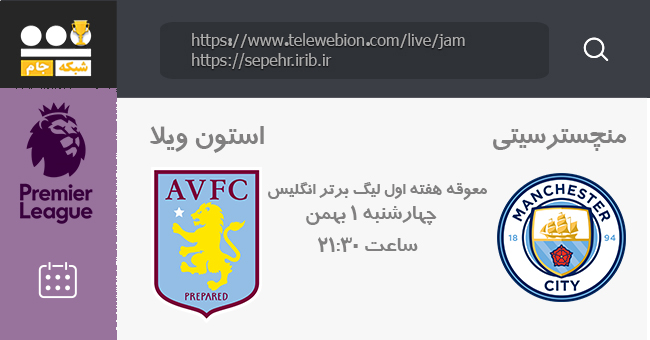 شبکه جام
https://www.telewebion.com/live/jam
https://sepehr.irib.ir
Premier
League
منچسترسیتی
استون ویلا
معوقه هفته اول لیگ برتر انگلیس
چهارشنبه ۱ بهمن
ساعت ۲۱:۳۰
AVFC
PREPARED
MANCHESTER
18 94
CITY